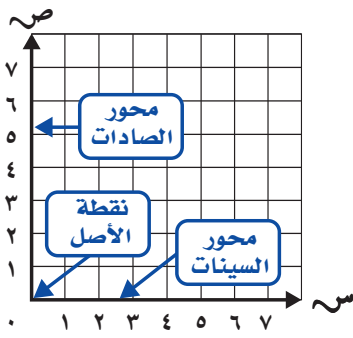 ص
٧
٦
٥
٤
٣
٢
١
محور
الصادات
نقطة
الأصل
محور
السينات
٠ ١ ٢ ٣ ٤ ٥ ٦ ٧
س